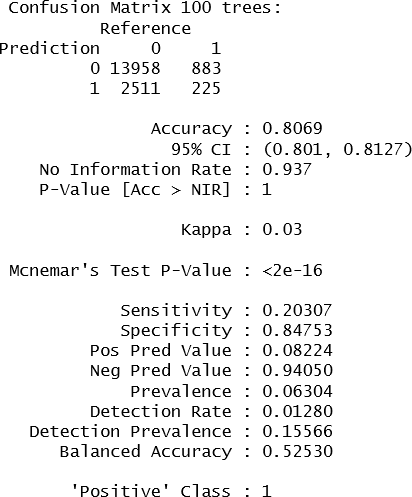 Confusion Matrix 100 trees:
Reference
Prediction 0 1
0 13958 883
1 2511 225
Accuracy : 0.8069
95% CI : (0.801, 0.8127)
No Information Rate : 0.937
P-Value [Acc > NIR] : 1
Kappa : 0.03
Mcnemar's Test P-Value : <2e-16
Sensitivity : 0.20307
Specificity : 0.84753
Pos Pred Value : 0.08224
Neg Pred Value : 0.94050
Prevalence : 0.06304
Detection Rate : 0.01280
Detection Prevalence : 0.15566
Balanced Accuracy : 0.52530
'Positive' Class : 1